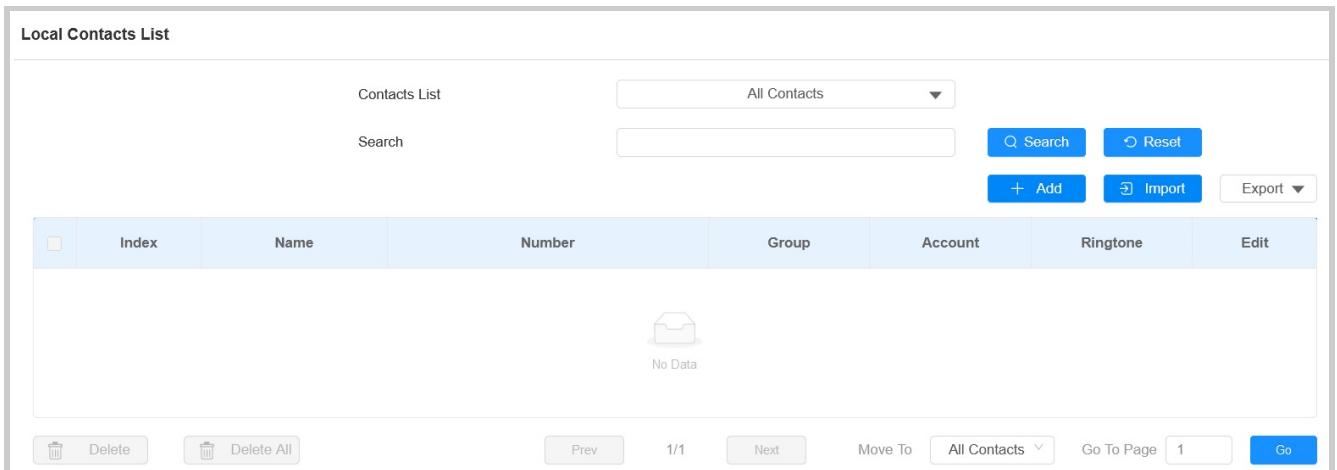 Local Contacts List
Contacts List All Contacts
Search Search Reset
Add Import Export
Index Name Number Group Account Ringtone Edit
No Data
Delete Delete All Prev 1/1 Next Move To All Contacts Go To Page 1 Go